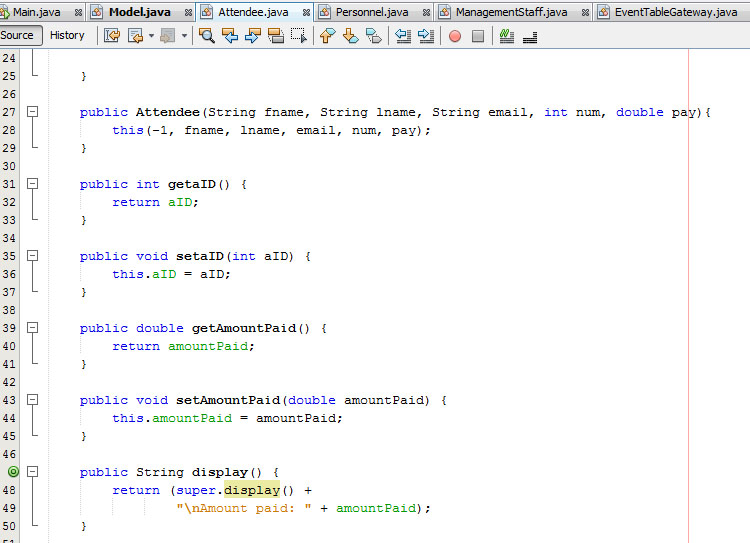 Main.java Model.java Attendee.java Personnel.java ManagementStaff.java EventTableGateway.java
Source History
24
25 }
26
27 public Attendee(String fname, String lname, String email, int num, double pay){
28 this(-1, fname, lname, email, num, pay);
29 }
30
31 public int getaID() {
32 return aID;
33 }
34
35 public void setaID(int aID) {
36 this.aID = aID;
37 }
38
39 public double getAmountPaid() {
40 return amountPaid;
41 }
42
43 public void setAmountPaid(double amountPaid) {
44 this.amountPaid = amountPaid;
45 }
46
public String display() {
48 return (super.display() +
49 "\nAmount paid: " + amountPaid);
50 }